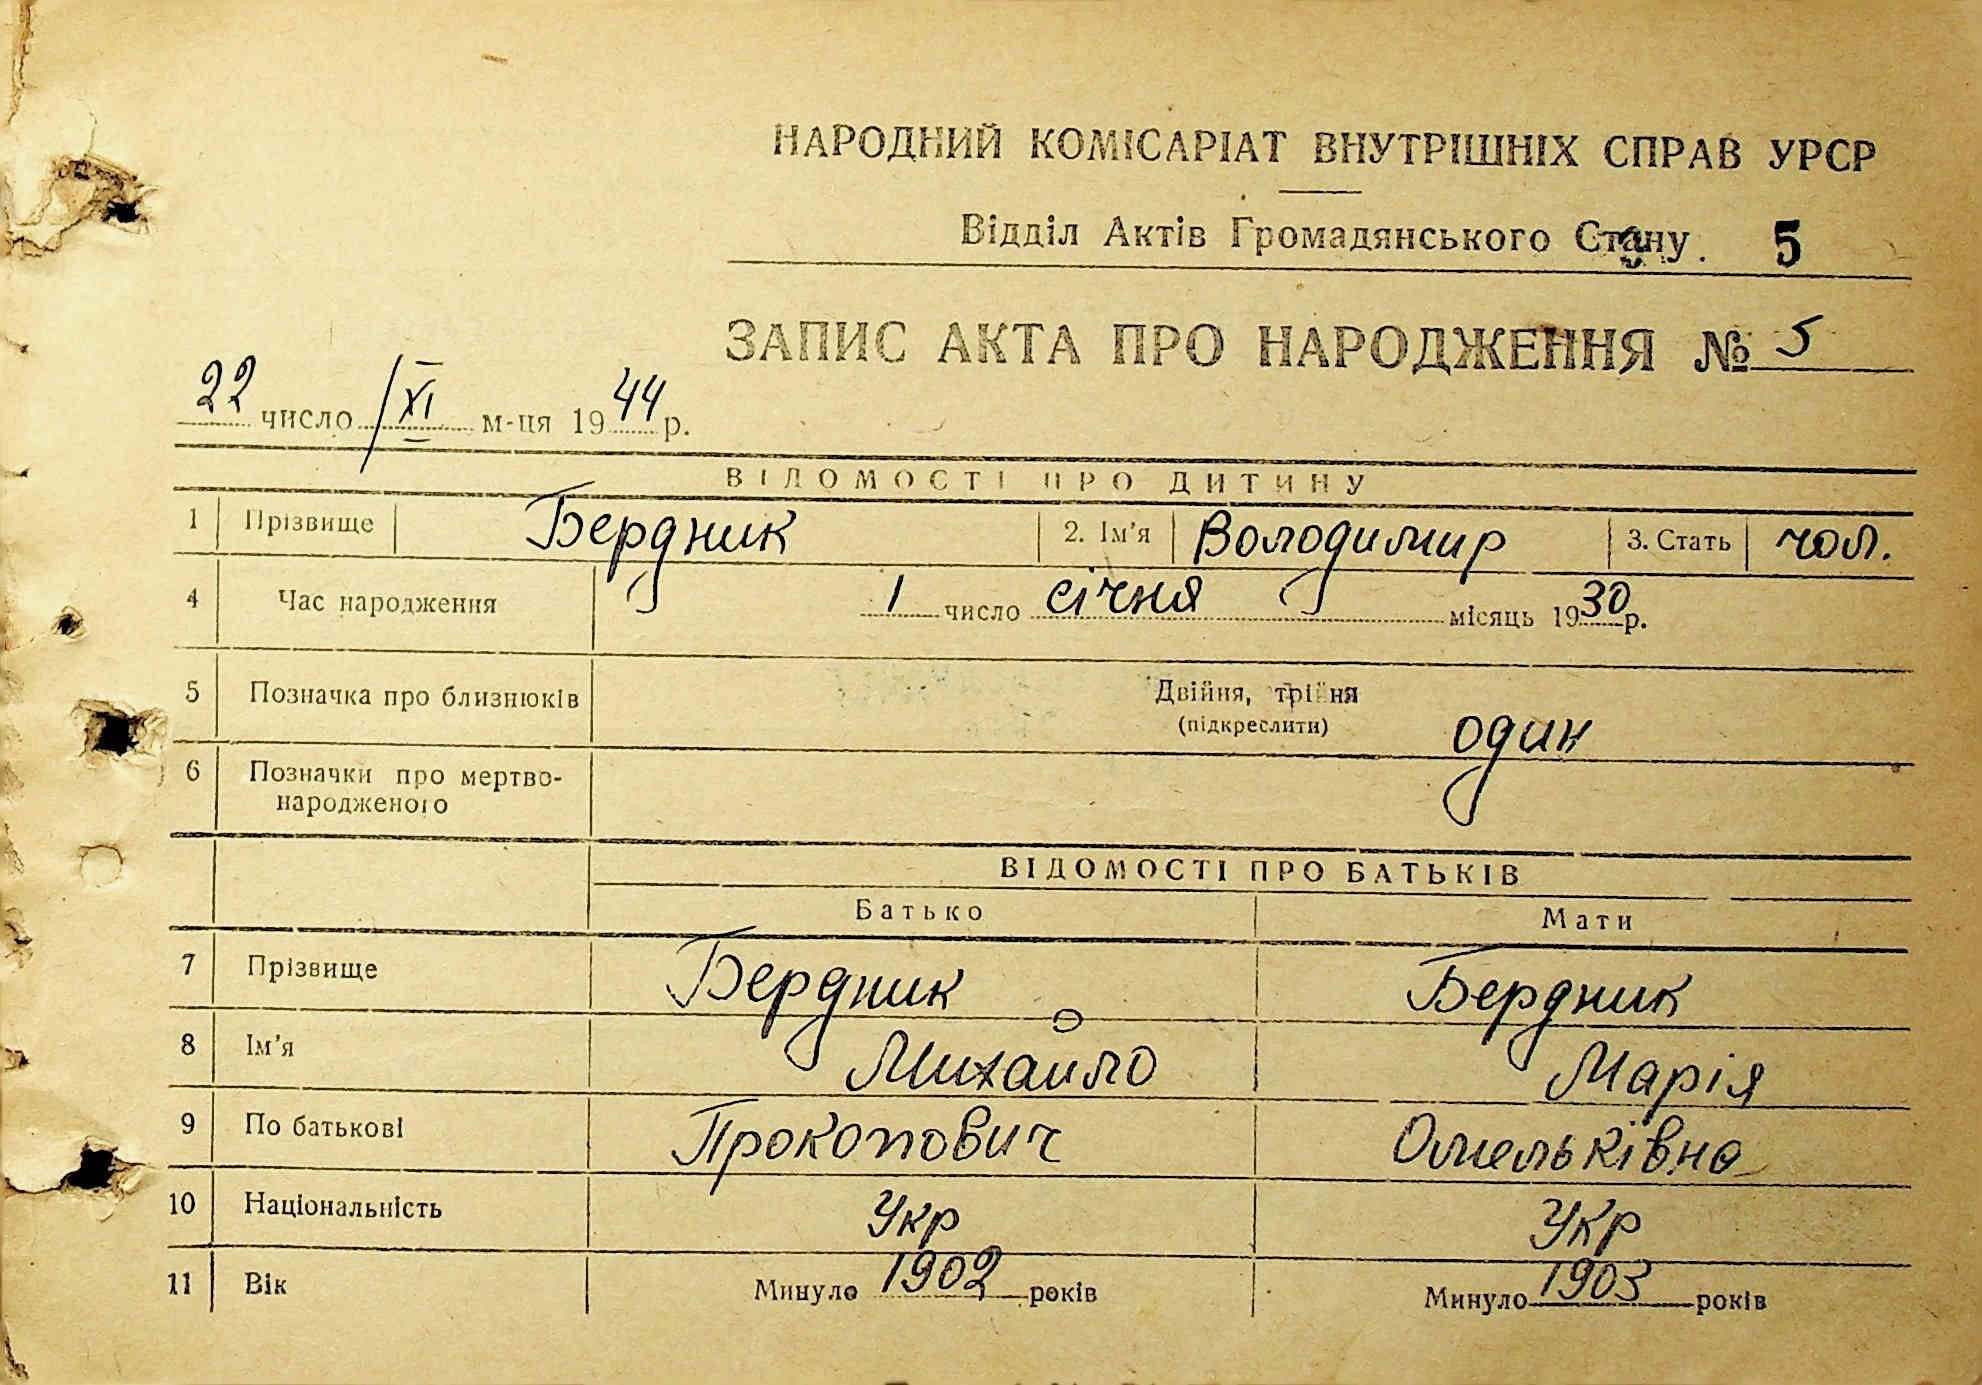 НАРОДНИЙ КОМІСАРІАТ ВНУТРІШНІХ СПРАВ УРСР
Відділ Актів Громадянського Стану. 5
ЗАПИС АКТА ПРО НАРОДЖЕННЯ № 5
22 число / XI м-ця 1944 р.
ВІДОМОСТІ ПРО ДИТИНУ
1 Прізвище Бердник 2. Ім'я Володимир 3. Стать чол.
4 Час народження 1 число січня місяць 1930 р.
5 Позначка про близнюків Двійня, трійня
(підкреслити) один
6 Позначки про мертво-
народженого
ВІДОМОСТІ ПРО БАТЬКІВ
Батько Мати
7 Прізвище Бердник Бердник
8 Ім'я Михайло Марія
9 По батькові Прокопович Омельківна
10 Національність Укр Укр
11 Вік Минуло 1902 років Минуло 1903 років